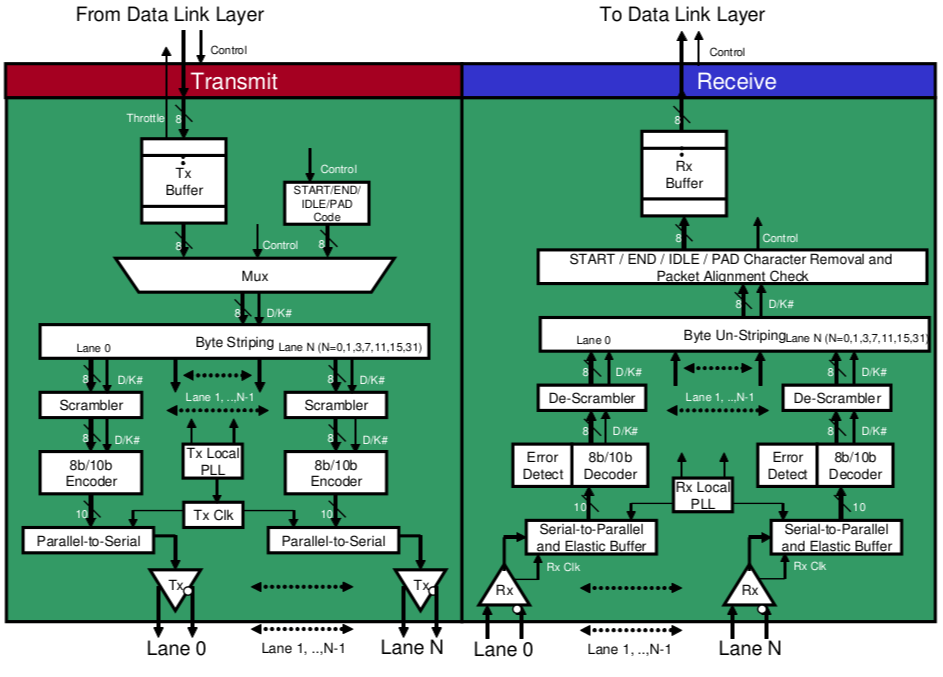 From Data Link Layer
To Data Link Layer
Control
Control
Transmit
Receive
Throttle
8
8
Tx
Buffer
Control
START/END/
IDLE/PAD
Code
Rx
Buffer
8
Control
8
8
Control
Mux
START / END / IDLE / PAD Character Removal and
Packet Alignment Check
8
D/K#
8
D/K#
Lane 0
Byte Striping
Lane N (N=0,1,3,7,11,15,31)
Lane 0
Byte Un-Striping
Lane N (N=0,1,3,7,11,15,31)
8
D/K#
8
D/K#
8
D/K#
8
D/K#
Scrambler
Lane 1, ..,N-1
Scrambler
De-Scrambler
Lane 1, ..,N-1
De-Scrambler
8
D/K#
8
D/K#
8
D/K#
8
D/K#
8b/10b
Encoder
Tx Local
PLL
8b/10b
Encoder
Error
Detect
8b/10b
Decoder
Rx Local
PLL
Error
Detect
8b/10b
Decoder
10
Tx Clk
10
10
10
Parallel-to-Serial
Parallel-to-Serial
Serial-to-Parallel
and Elastic Buffer
Serial-to-Parallel
and Elastic Buffer
Rx Clk
Rx Clk
Tx
Tx
Rx
Rx
Lane 0
Lane 1, ..,N-1
Lane N
Lane 0
Lane 1, ..,N-1
Lane N